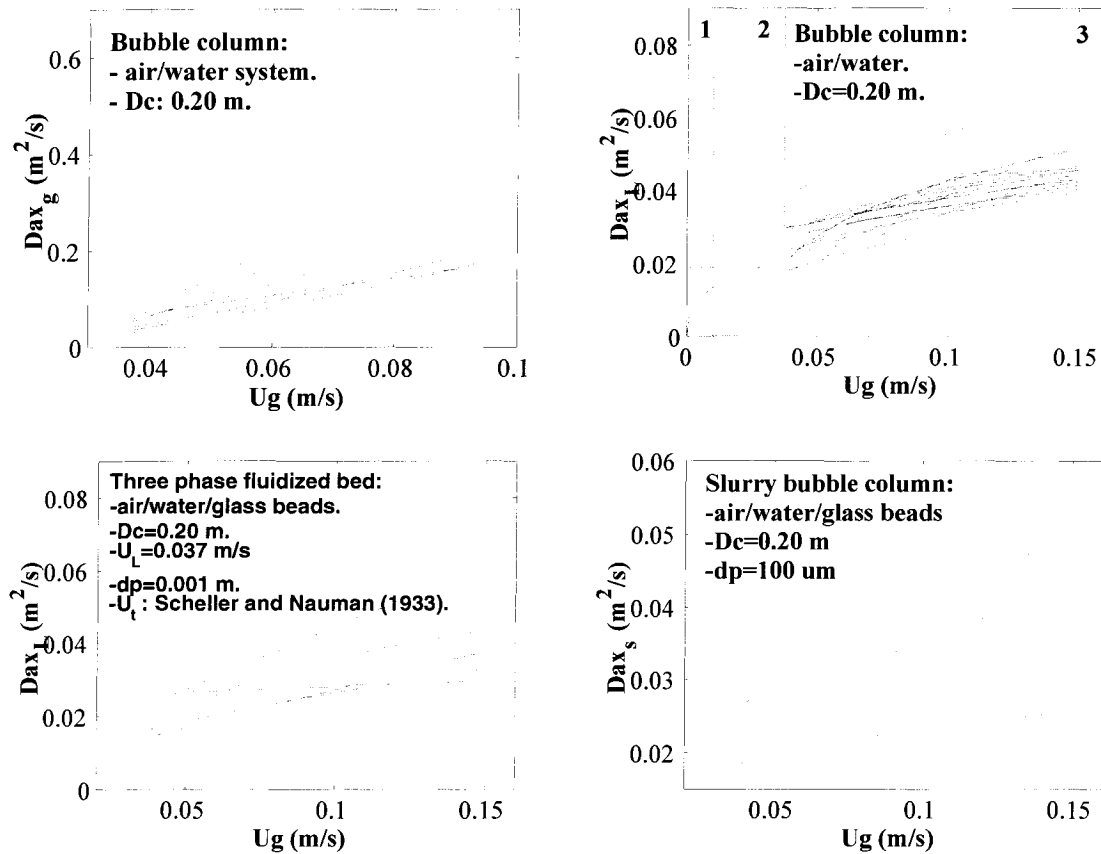 Bubble column:
- air/water system.
- Dc: 0.20 m.
0.6
0.4
0.2
0
Dax_g (m²/s)
0.04
0.06
0.08
0.1
Ug (m/s)
1
2
3
Bubble column:
-air/water.
-Dc=0.20 m.
0.08
0.06
0.04
0.02
0
Dax_L (m²/s)
0
0.05
0.1
0.15
Ug (m/s)
Three phase fluidized bed:
-air/water/glass beads.
-Dc=0.20 m.
-U_L=0.037 m/s
-dp=0.001 m.
-U_t : Scheller and Nauman (1933).
0.08
0.06
0.04
0.02
0
Dax_L (m²/s)
0.05
0.1
0.15
Ug (m/s)
Slurry bubble column:
-air/water/glass beads
-Dc=0.20 m
-dp=100 um
0.06
0.05
0.04
0.03
0.02
Dax_s (m²/s)
0.05
0.1
0.15
Ug (m/s)